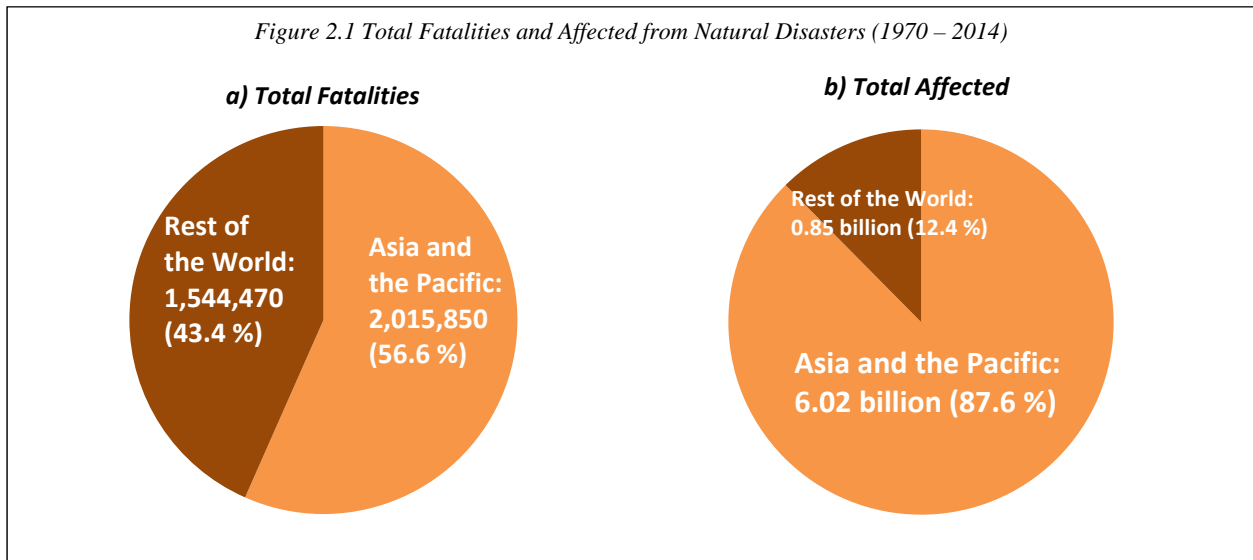 Figure 2.1 Total Fatalities and Affected from Natural Disasters (1970 – 2014)
a) Total Fatalities
Rest of
the World:
1,544,470
(43.4 %)
Asia and
the Pacific:
2,015,850
(56.6 %)
b) Total Affected
Rest of the World:
0.85 billion (12.4 %)
Asia and the Pacific:
6.02 billion (87.6 %)